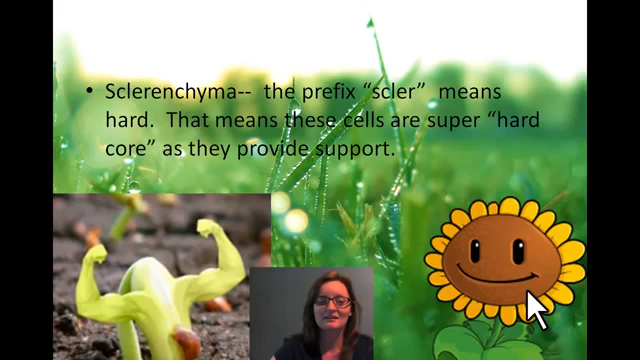 • Sclerenchyma-- the prefix “scler” means
hard. That means these cells are super “hard
core” as they provide support.